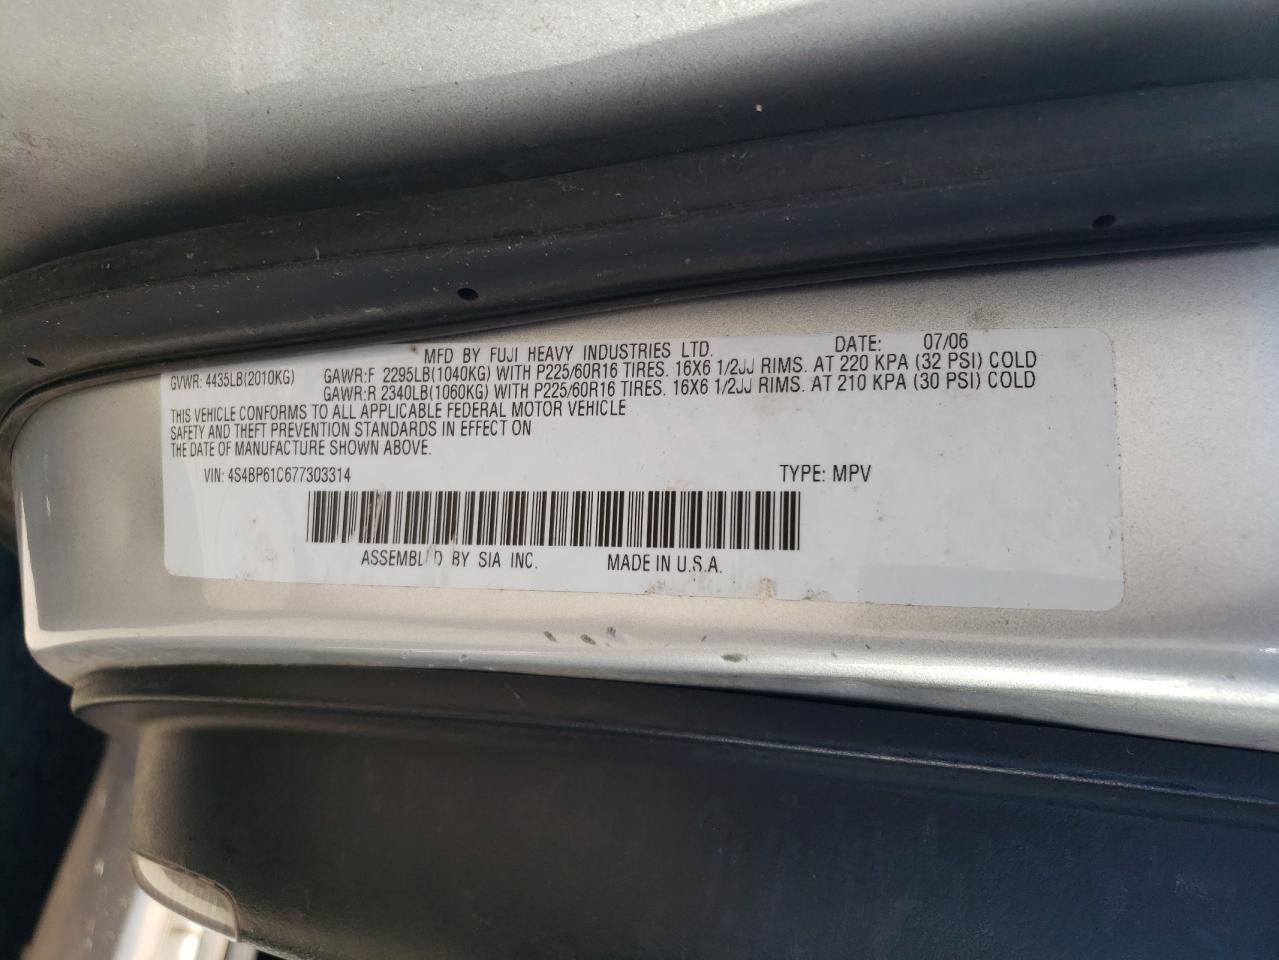 MFD BY FUJI HEAVY INDUSTRIES LTD. DATE: 07/06
GVWR: 4435LB(2010KG) GAWR:F 2295LB(1040KG) WITH P225/60R16 TIRES. 16X6 1/2JJ RIMS. AT 220 KPA (32 PSI) COLD
GAWR:R 2340LB(1060KG) WITH P225/60R16 TIRES. 16X6 1/2JJ RIMS. AT 210 KPA (30 PSI) COLD
THIS VEHICLE CONFORMS TO ALL APPLICABLE FEDERAL MOTOR VEHICLE
SAFETY AND THEFT PREVENTION STANDARDS IN EFFECT ON
THE DATE OF MANUFACTURE SHOWN ABOVE.
VIN: 4S4BP61C677303314 TYPE: MPV
ASSEMBLED BY SIA INC. MADE IN U.S.A.